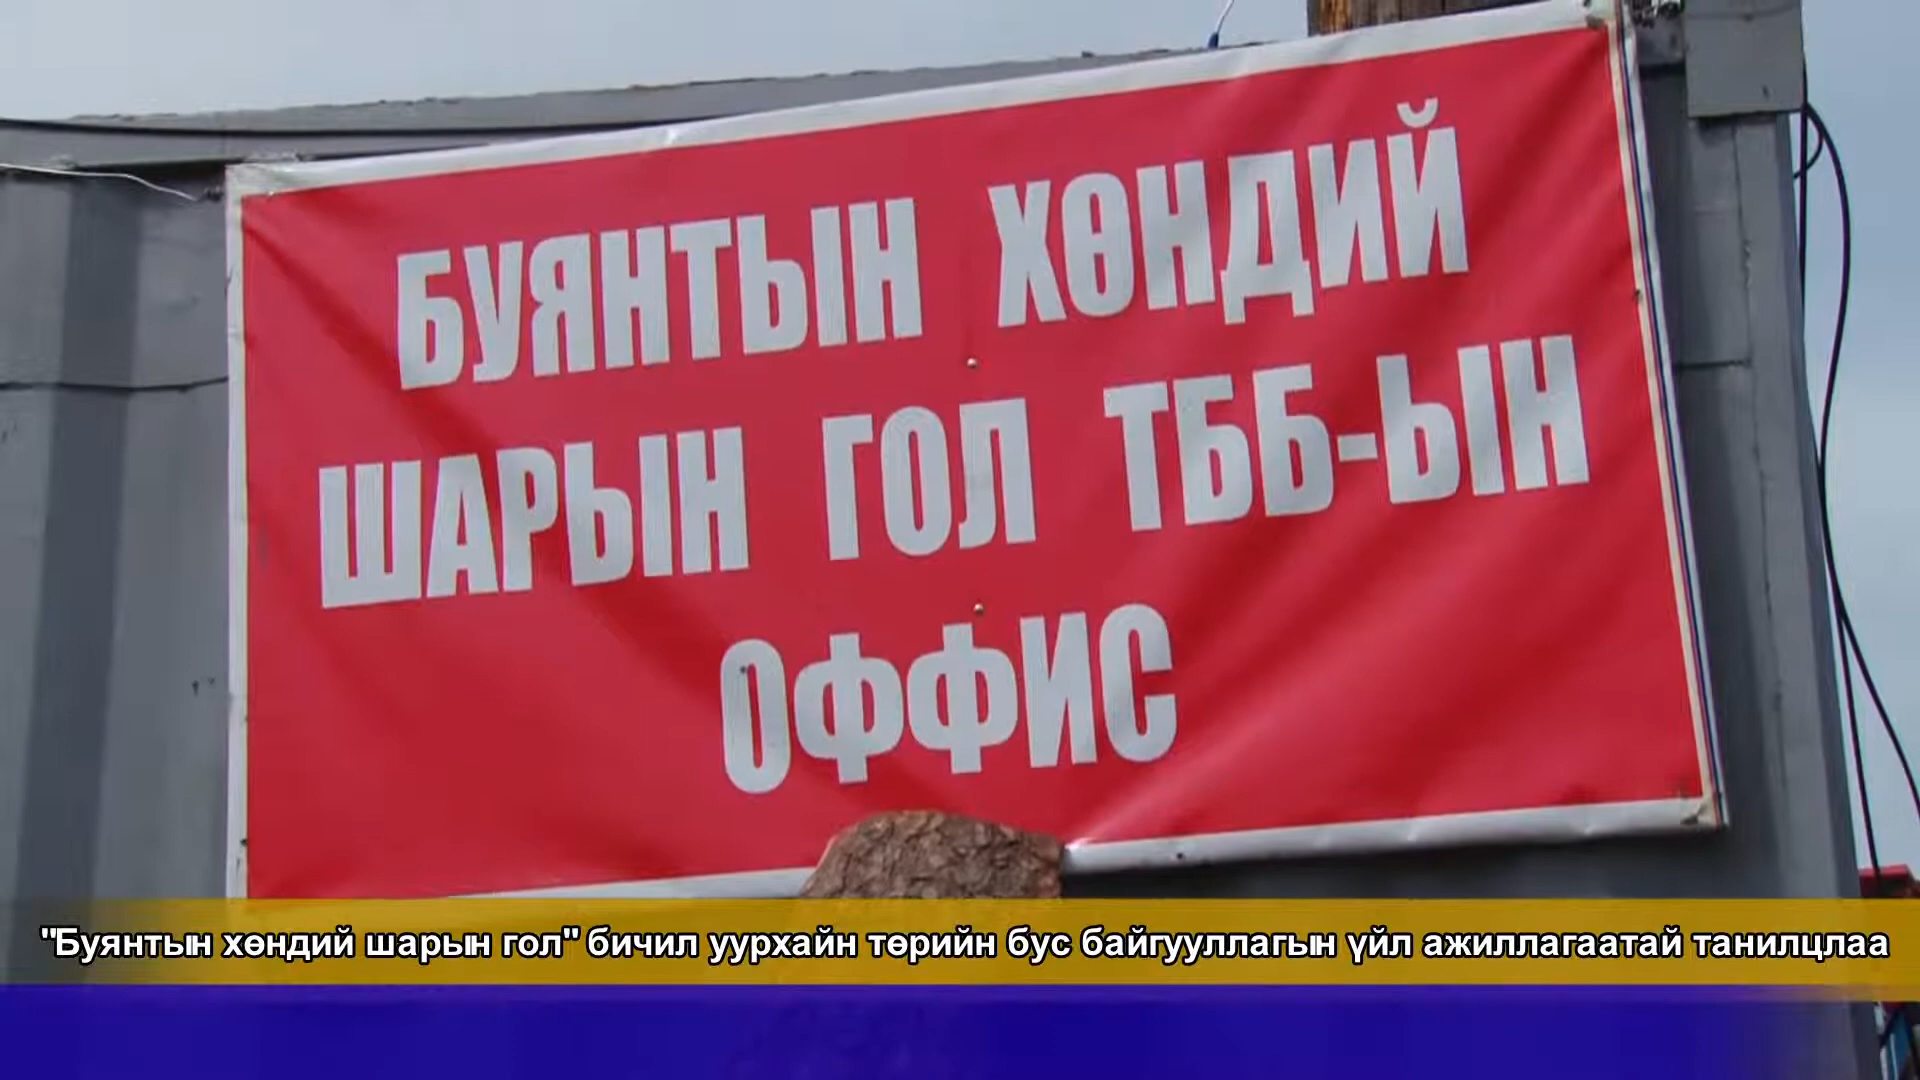 БУЯНТЫН ХӨНДИЙ
ШАРЫН ГОЛ ТББ-ЫН
ОФФИС
"Буянтын хөндий шарын гол" бичил уурхайн төрийн бус байгууллагын үйл ажиллагаатай танилцлаа